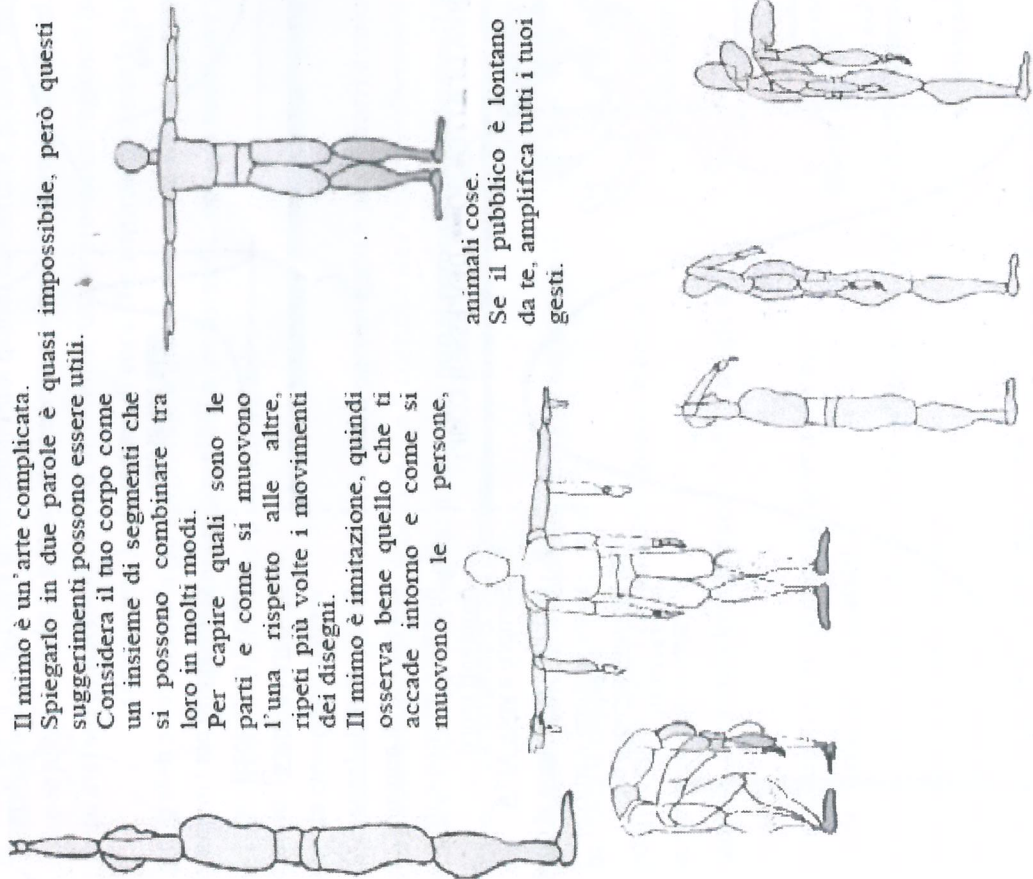 Il mimo è un'arte complicata.
Spiegarlo in due parole è quasi impossibile, però questi
suggerimenti possono essere utili.
Considera il tuo corpo come
un insieme di segmenti che
si possono combinare tra
loro in molti modi.
Per capire quali sono le
parti e come si muovono
l'una rispetto alle altre,
ripeti più volte i movimenti
dei disegni.
Il mimo è imitazione, quindi
osserva bene quello che ti
accade intorno e come si
muovono le persone,
animali cose.
Se il pubblico è lontano
da te, amplifica tutti i tuoi
gesti.